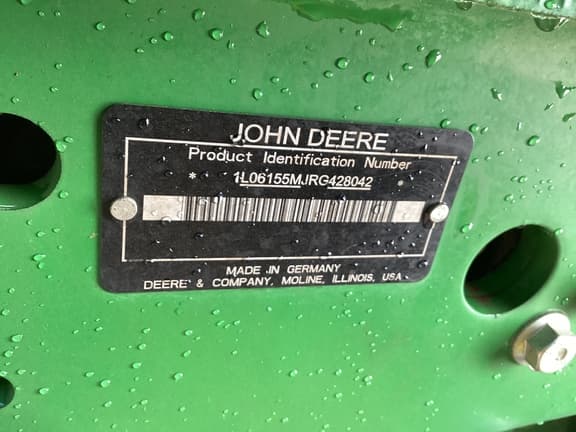 JOHN DEERE
Product Identification Number
* 1L06155MJRG428042 *
MADE IN GERMANY
DEERE & COMPANY, MOLINE, ILLINOIS, USA